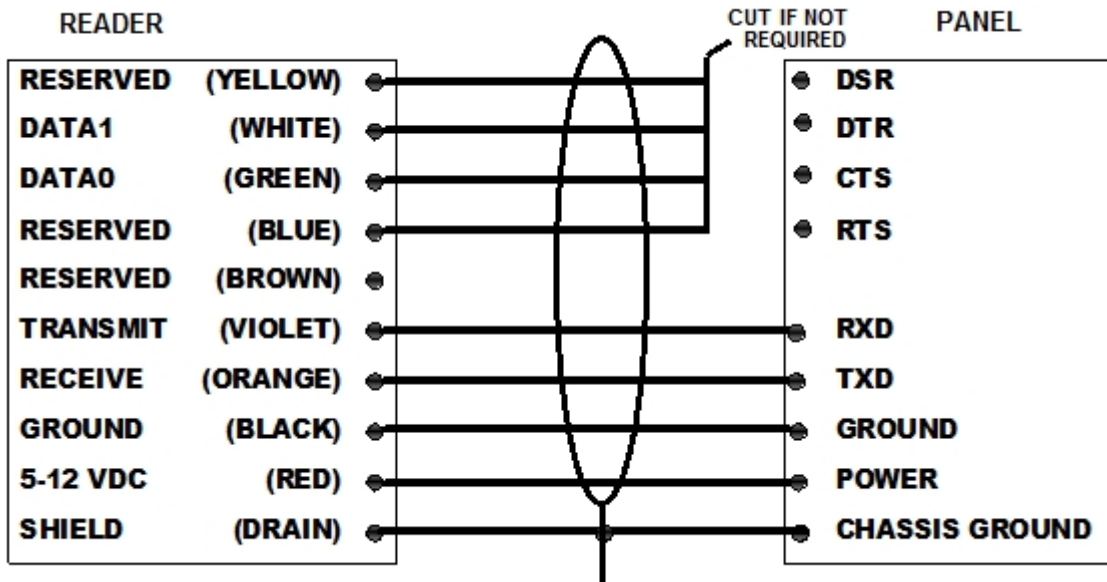 READER
CUT IF NOT
REQUIRED
PANEL
RESERVED (YELLOW)
DSR
DATA1 (WHITE)
DTR
DATA0 (GREEN)
CTS
RESERVED (BLUE)
RTS
RESERVED (BROWN)
TRANSMIT (VIOLET)
RXD
RECEIVE (ORANGE)
TXD
GROUND (BLACK)
GROUND
5-12 VDC (RED)
POWER
SHIELD (DRAIN)
CHASSIS GROUND